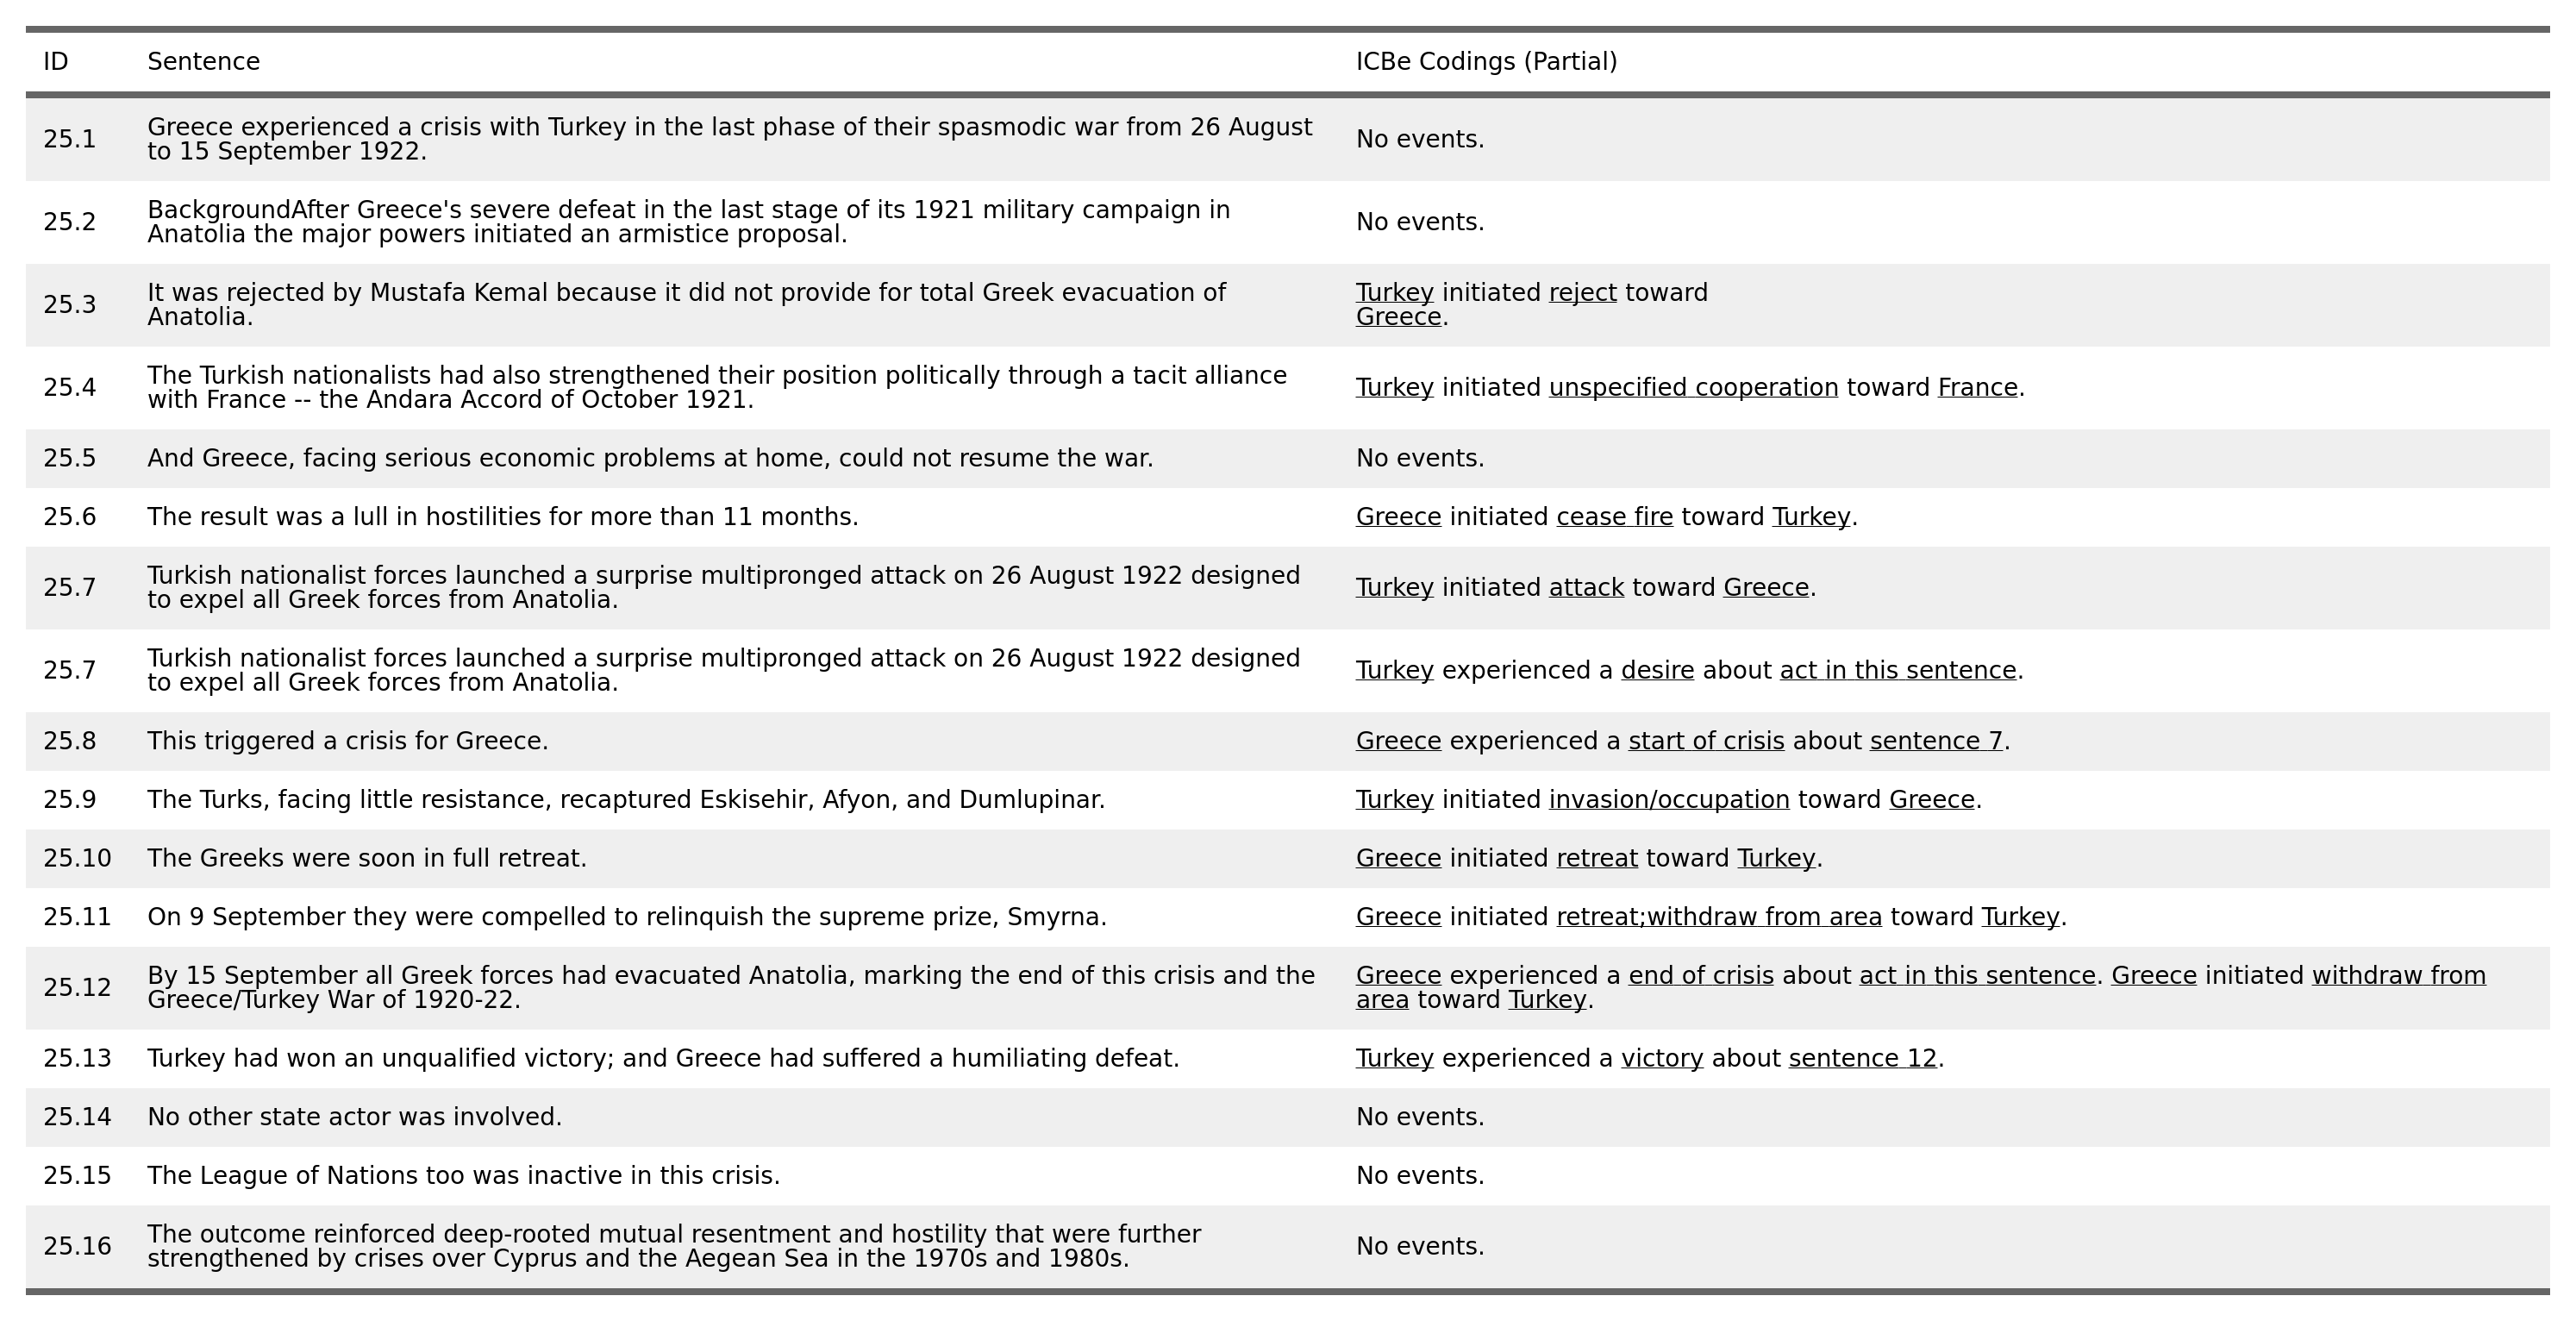 ID Sentence ICBe Codings (Partial)
25.1 Greece experienced a crisis with Turkey in the last phase of their spasmodic war from 26 August
to 15 September 1922. No events.
25.2 BackgroundAfter Greece's severe defeat in the last stage of its 1921 military campaign in
Anatolia the major powers initiated an armistice proposal. No events.
25.3 It was rejected by Mustafa Kemal because it did not provide for total Greek evacuation of
Anatolia. Turkey initiated reject toward
Greece.
25.4 The Turkish nationalists had also strengthened their position politically through a tacit alliance
with France -- the Andara Accord of October 1921. Turkey initiated unspecified cooperation toward France.
25.5 And Greece, facing serious economic problems at home, could not resume the war. No events.
25.6 The result was a lull in hostilities for more than 11 months. Greece initiated cease fire toward Turkey.
25.7 Turkish nationalist forces launched a surprise multipronged attack on 26 August 1922 designed
to expel all Greek forces from Anatolia. Turkey initiated attack toward Greece.
25.7 Turkish nationalist forces launched a surprise multipronged attack on 26 August 1922 designed
to expel all Greek forces from Anatolia. Turkey experienced a desire about act in this sentence.
25.8 This triggered a crisis for Greece. Greece experienced a start of crisis about sentence 7.
25.9 The Turks, facing little resistance, recaptured Eskisehir, Afyon, and Dumlupinar. Turkey initiated invasion/occupation toward Greece.
25.10 The Greeks were soon in full retreat. Greece initiated retreat toward Turkey.
25.11 On 9 September they were compelled to relinquish the supreme prize, Smyrna. Greece initiated retreat;withdraw from area toward Turkey.
25.12 By 15 September all Greek forces had evacuated Anatolia, marking the end of this crisis and the
Greece/Turkey War of 1920-22. Greece experienced a end of crisis about act in this sentence. Greece initiated withdraw from
area toward Turkey.
25.13 Turkey had won an unqualified victory; and Greece had suffered a humiliating defeat. Turkey experienced a victory about sentence 12.
25.14 No other state actor was involved. No events.
25.15 The League of Nations too was inactive in this crisis. No events.
25.16 The outcome reinforced deep-rooted mutual resentment and hostility that were further
strengthened by crises over Cyprus and the Aegean Sea in the 1970s and 1980s. No events.